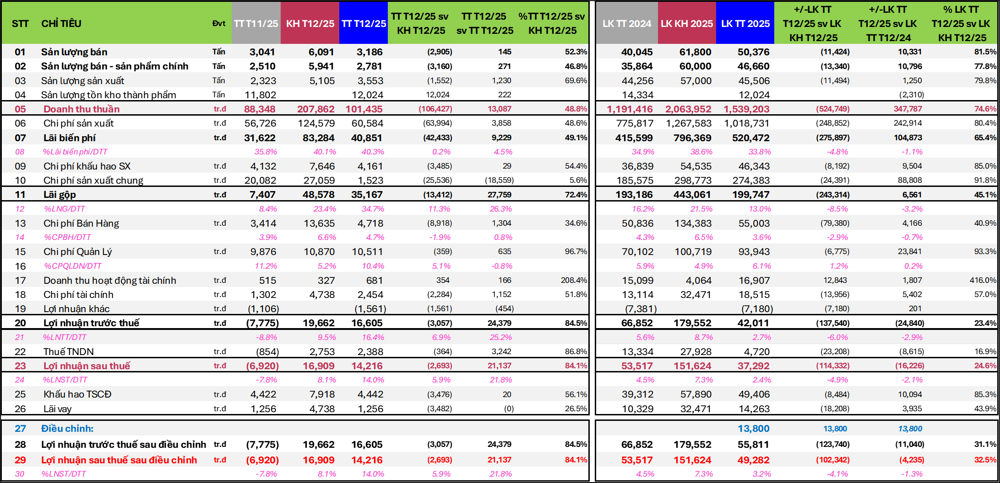 STT CHỈ TIÊU Đvt TT T11/25 KH T12/25 TT T12/25 TT T12/25 sv KH T12/25 TT T12/25 sv TT T12/25 %TT T12/25 sv KH T12/25 LK TT 2024 LK KH 2025 LK TT 2025 +/-LK TT T12/25 sv LK KH T12/25 +/-LK TT T12/25 sv LK TT T12/24 % LK TT T12/25 sv LK KH T12/25
01 Sản lượng bán Tấn 3,041 6,091 3,186 (2,905) 145 52.3% 40,045 61,800 50,376 (11,424) 10,331 81.5%
02 Sản lượng bán - sản phẩm chính Tấn 2,510 5,941 2,781 (3,160) 271 46.8% 35,864 60,000 46,660 (13,340) 10,796 77.8%
03 Sản lượng sản xuất Tấn 2,323 5,105 3,553 (1,552) 1,230 69.6% 44,256 57,000 45,506 (11,494) 1,250 79.8%
04 Sản lượng tồn kho thành phẩm Tấn 11,802 12,024 12,024 222 14,334 12,024 (2,310)
05 Doanh thu thuần tr.đ 88,348 207,862 101,435 (106,427) 13,087 48.8% 1,191,416 2,063,952 1,539,203 (524,749) 347,787 74.6%
06 Chi phí sản xuất tr.đ 56,726 124,579 60,584 (63,994) 3,858 48.6% 775,817 1,267,583 1,018,731 (248,852) 242,914 80.4%
07 Lãi biến phí tr.đ 31,622 83,284 40,851 (42,433) 9,229 49.1% 415,599 796,369 520,472 (275,897) 104,873 65.4%
08 %Lãi biến phí/DTT 35.8% 40.1% 40.3% 0.2% 4.5% 34.9% 38.6% 33.8% -4.8% -1.1%
09 Chi phí khấu hao SX tr.đ 4,132 7,646 4,161 (3,485) 29 54.4% 36,839 54,535 46,343 (8,192) 9,504 85.0%
10 Chi phí sản xuất chung tr.đ 20,082 27,059 1,523 (25,536) (18,559) 5.6% 185,575 298,773 274,383 (24,391) 88,808 91.8%
11 Lãi gộp tr.đ 7,407 48,578 35,167 (13,412) 27,759 72.4% 193,186 443,061 199,747 (243,314) 6,561 45.1%
12 %LNG/DTT 8.4% 23.4% 34.7% 11.3% 26.3% 16.2% 21.5% 13.0% -8.5% -3.2%
13 Chi phí Bán Hàng tr.đ 3,414 13,635 4,718 (8,918) 1,304 34.6% 50,836 134,383 55,003 (79,380) 4,166 40.9%
14 %CPBH/DTT 3.9% 6.6% 4.7% -1.9% 0.8% 4.3% 6.5% 3.6% -2.9% -0.7%
15 Chi phí Quản Lý tr.đ 9,876 10,870 10,511 (359) 635 96.7% 70,102 100,719 93,943 (6,775) 23,841 93.3%
16 %CPQLDN/DTT 11.2% 5.2% 10.4% 5.1% -0.8% 5.9% 4.9% 6.1% 1.2% 0.2%
17 Doanh thu hoạt động tài chính 515 327 681 354 166 208.4% 15,099 4,064 16,907 12,843 1,807 416.0%
18 Chi phí tài chính tr.đ 1,302 4,738 2,454 (2,284) 1,152 51.8% 13,114 32,471 18,515 (13,956) 5,402 57.0%
19 Lợi nhuận khác tr.đ (1,106) (1,561) (1,561) (454) (7,381) (7,180) (7,180) 201
20 Lợi nhuận trước thuế tr.đ (7,775) 19,662 16,605 (3,057) 24,379 84.5% 66,852 179,552 42,011 (137,540) (24,840) 23.4%
21 %LNTT/DTT -8.8% 9.5% 16.4% 6.9% 25.2% 5.6% 8.7% 2.7% -6.0% -2.9%
22 Thuế TNDN tr.đ (854) 2,753 2,388 (364) 3,242 86.8% 13,334 27,928 4,720 (23,208) (8,615) 16.9%
23 Lợi nhuận sau thuế tr.đ (6,920) 16,909 14,216 (2,693) 21,137 84.1% 53,517 151,624 37,292 (114,332) (16,226) 24.6%
24 %LNST/DTT -7.8% 8.1% 14.0% 5.9% 21.8% 4.5% 7.3% 2.4% -4.9% -2.1%
25 Khấu hao TSCĐ tr.đ 4,422 7,918 4,442 (3,476) 20 56.1% 39,312 57,890 49,406 (8,484) 10,094 85.3%
26 Lãi vay tr.đ 1,256 4,738 1,256 (3,482) (0) 26.5% 10,329 32,471 14,263 (18,208) 3,935 43.9%
27 Điều chỉnh: 13,800 13,800 13,800
28 Lợi nhuận trước thuế sau điều chỉnh tr.đ (7,775) 19,662 16,605 (3,057) 24,379 84.5% 66,852 179,552 55,811 (123,740) (11,040) 31.1%
29 Lợi nhuận sau thuế sau điều chỉnh tr.đ (6,920) 16,909 14,216 (2,693) 21,137 84.1% 53,517 151,624 49,282 (102,342) (4,235) 32.5%
30 %LNST/DTT -7.8% 8.1% 14.0% 5.9% 21.8% 4.5% 7.3% 3.2% -4.1% -1.3%